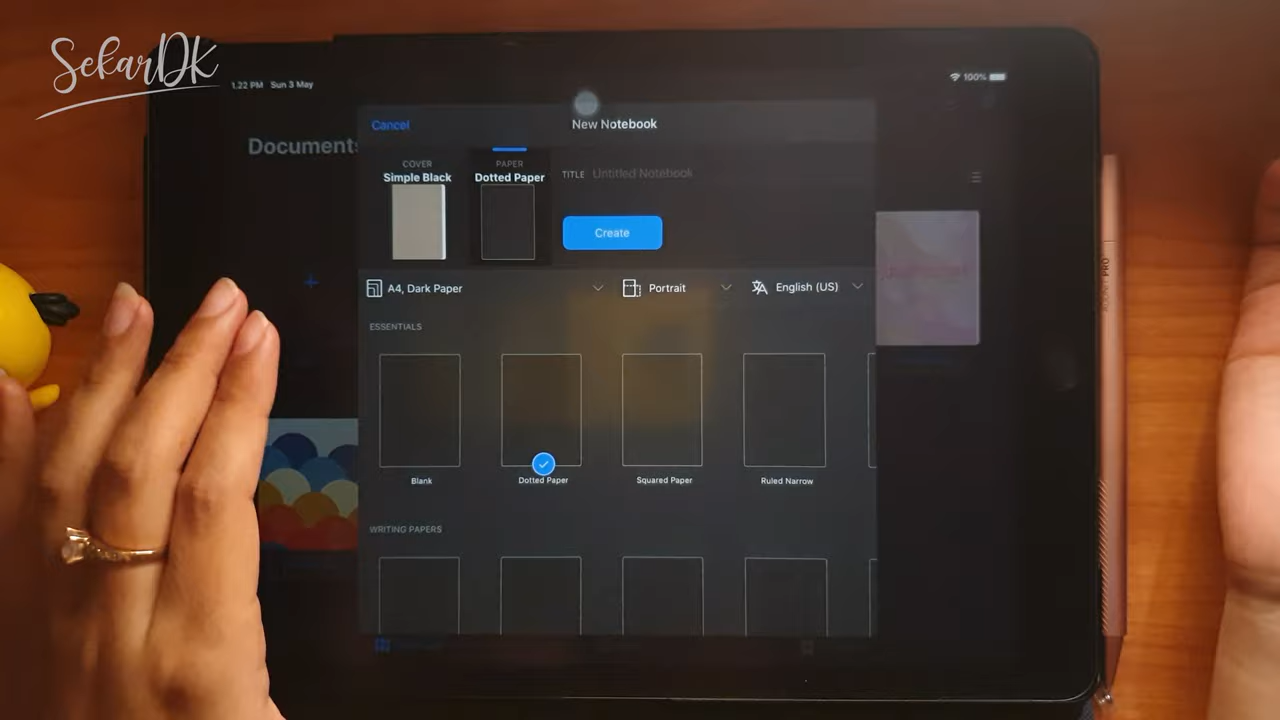 SekarDK
1.22 PM Sun 3 May
100%
Documents
Cancel
New Notebook
COVER
Simple Black
PAPER
Dotted Paper
TITLE Untitled Notebook
Create
A4, Dark Paper
Portrait
English (US)
ESSENTIALS
Blank
Dotted Paper
Squared Paper
Ruled Narrow
WRITING PAPERS